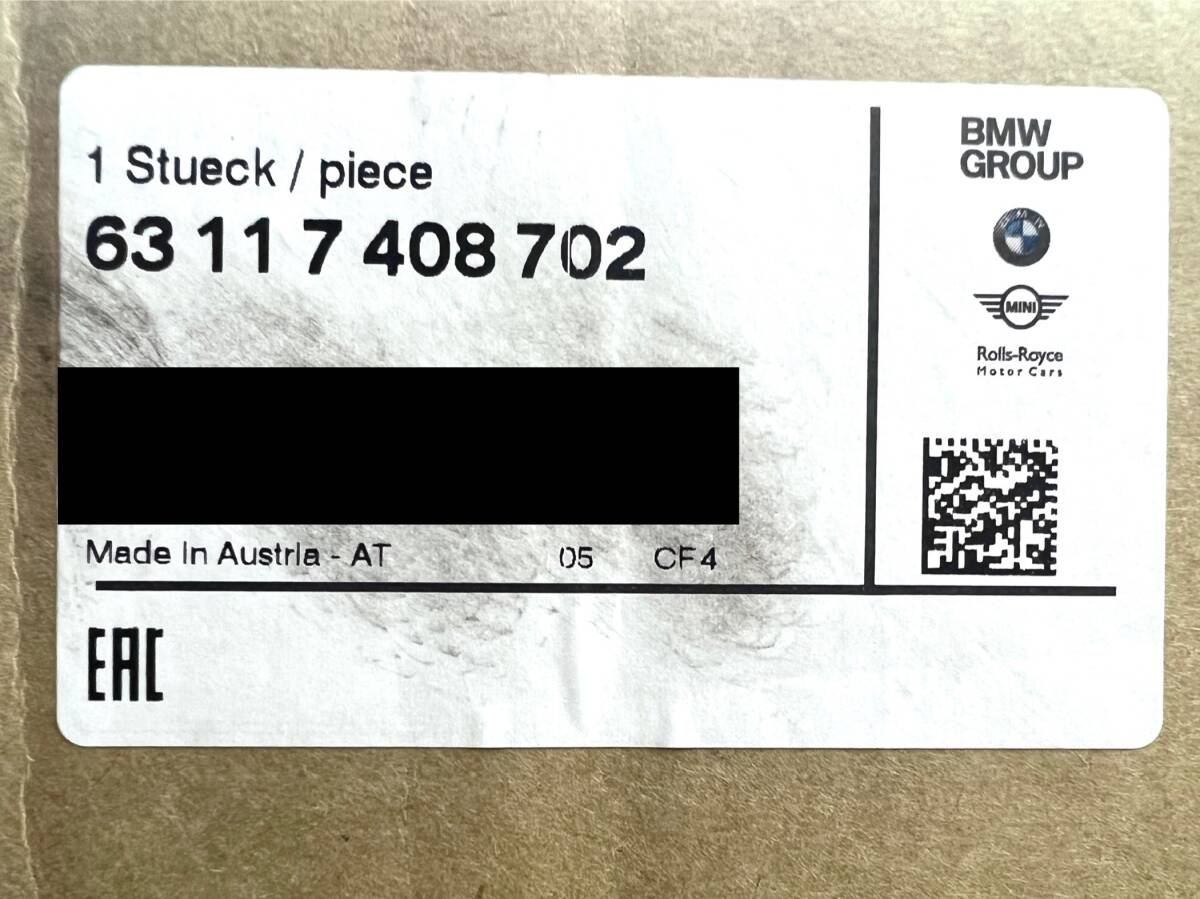 1 Stueck / piece
63 11 7 408 702
Made In Austria - AT 05 CF4
EAC
BMW
GROUP
BMW
MINI
Rolls-Royce
Motor Cars